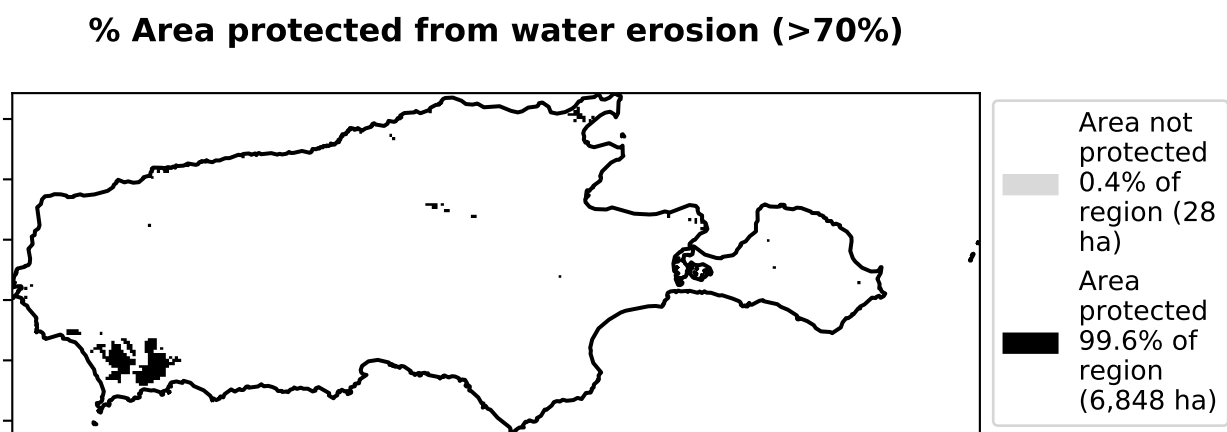 % Area protected from water erosion (>70%)
Area not
protected
0.4% of
region (28
ha)
Area
protected
99.6% of
region
(6,848 ha)